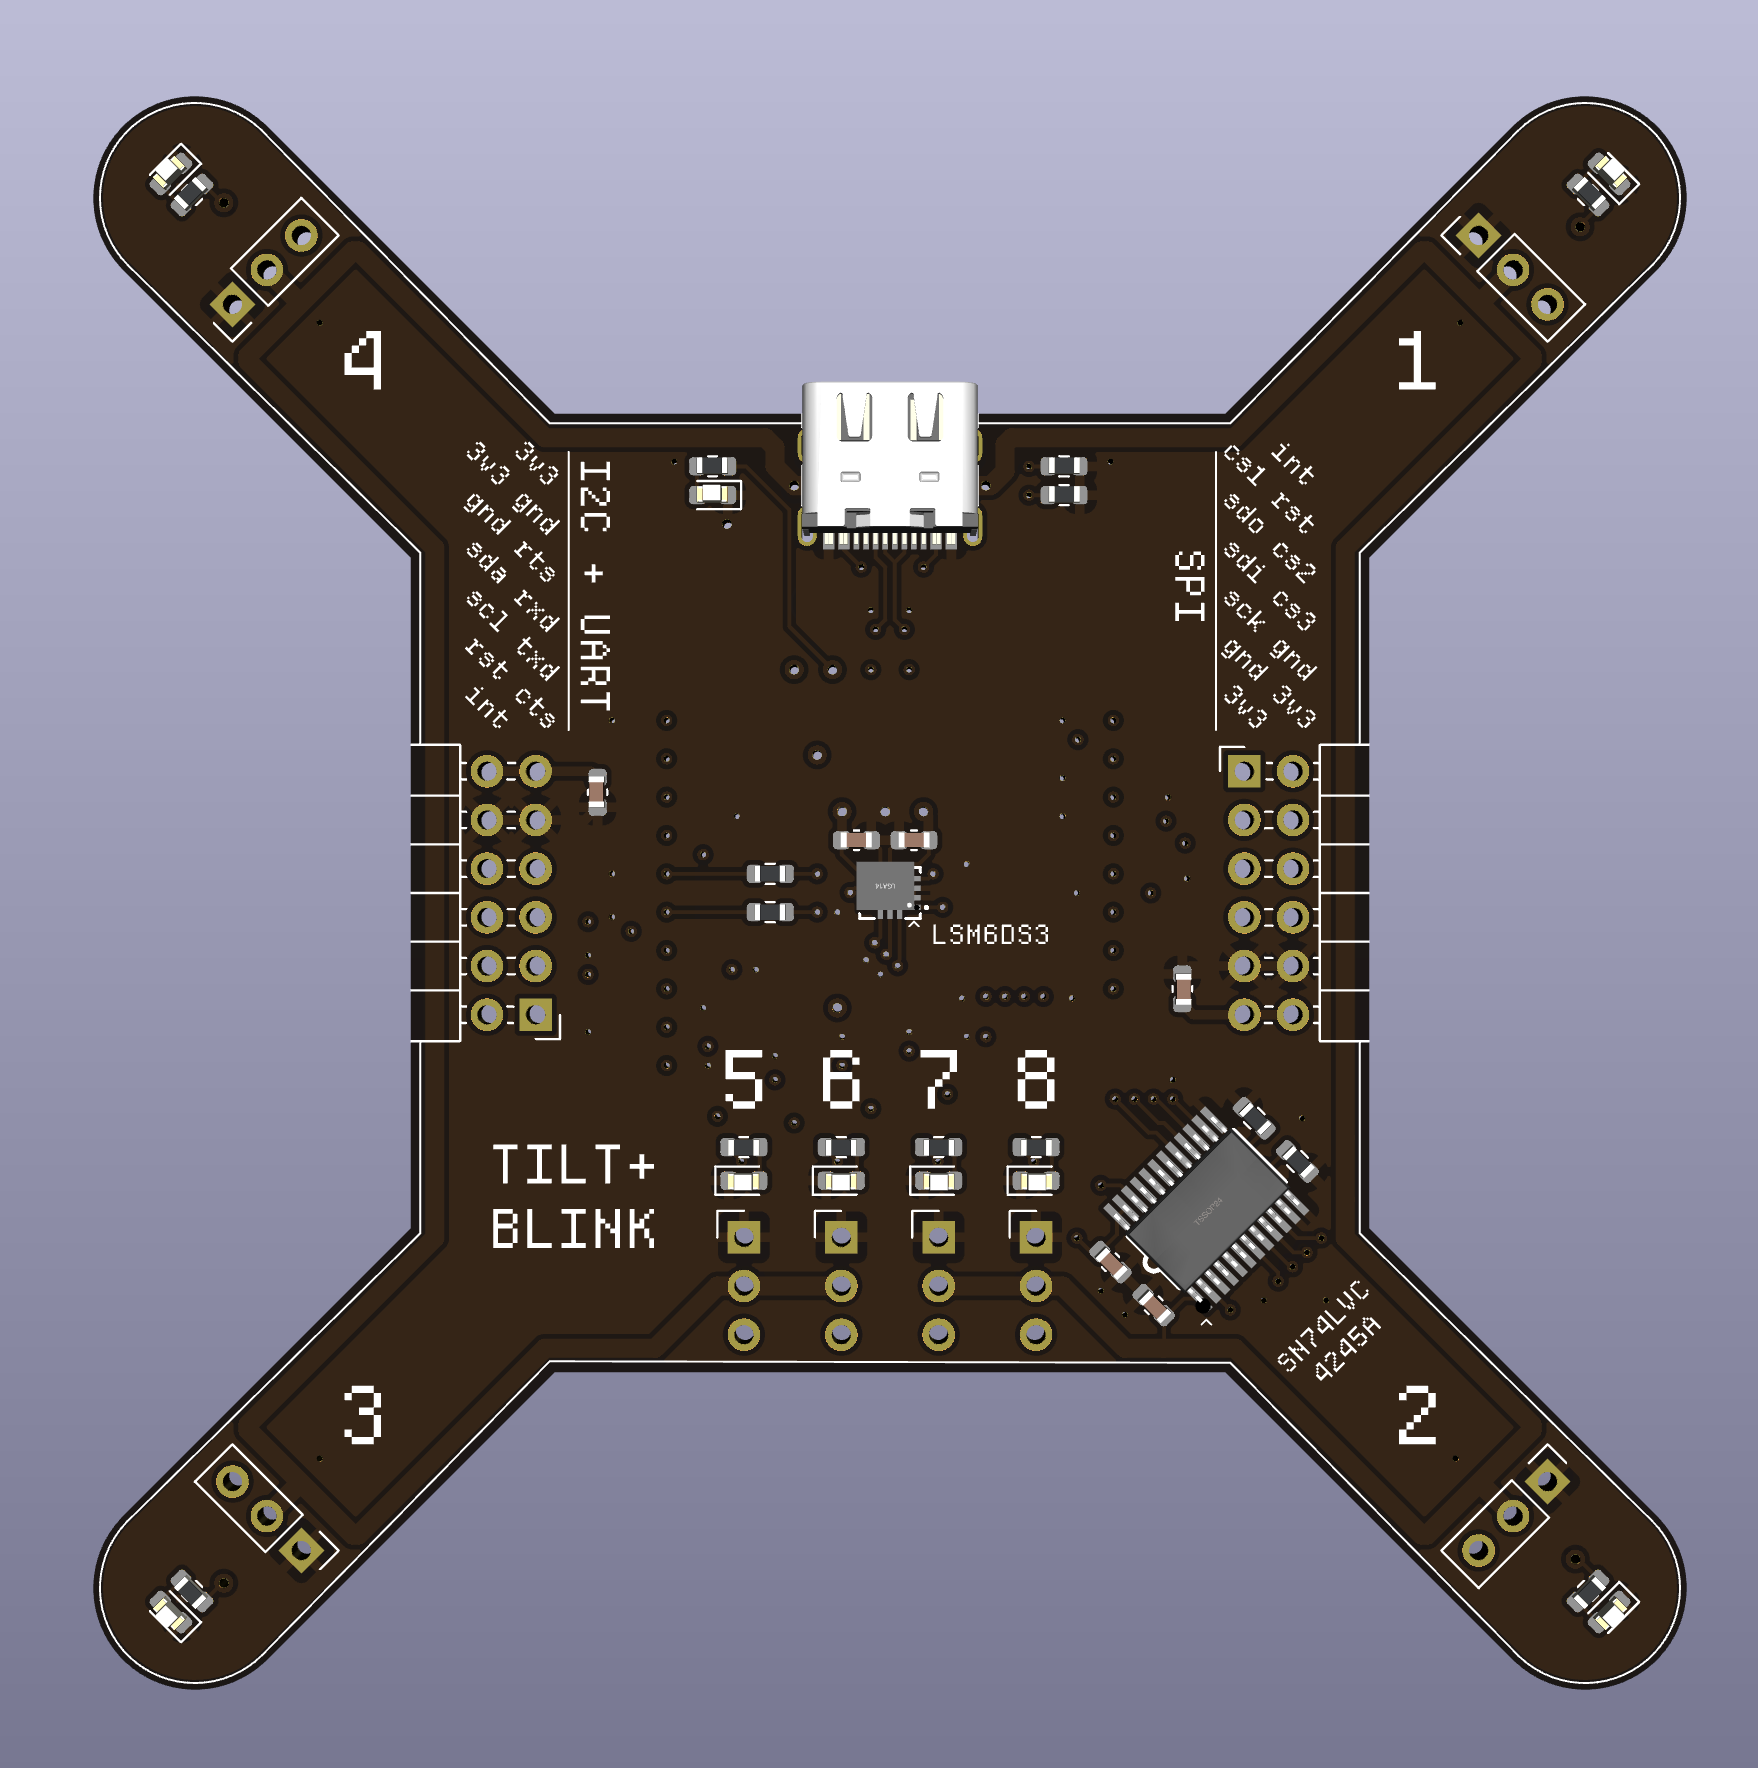 4
1
3v3 3v3
gnd gnd
sda rts
scl rxd
rst txd
int cts
I2C + UART
SPI
cs1 int
sdo rst
sdi cs2
sck cs3
gnd gnd
3v3 3v3
LGA14
LSM6DS3
5 6 7 8
TILT+
BLINK
SN74LVC
4245A
3
2